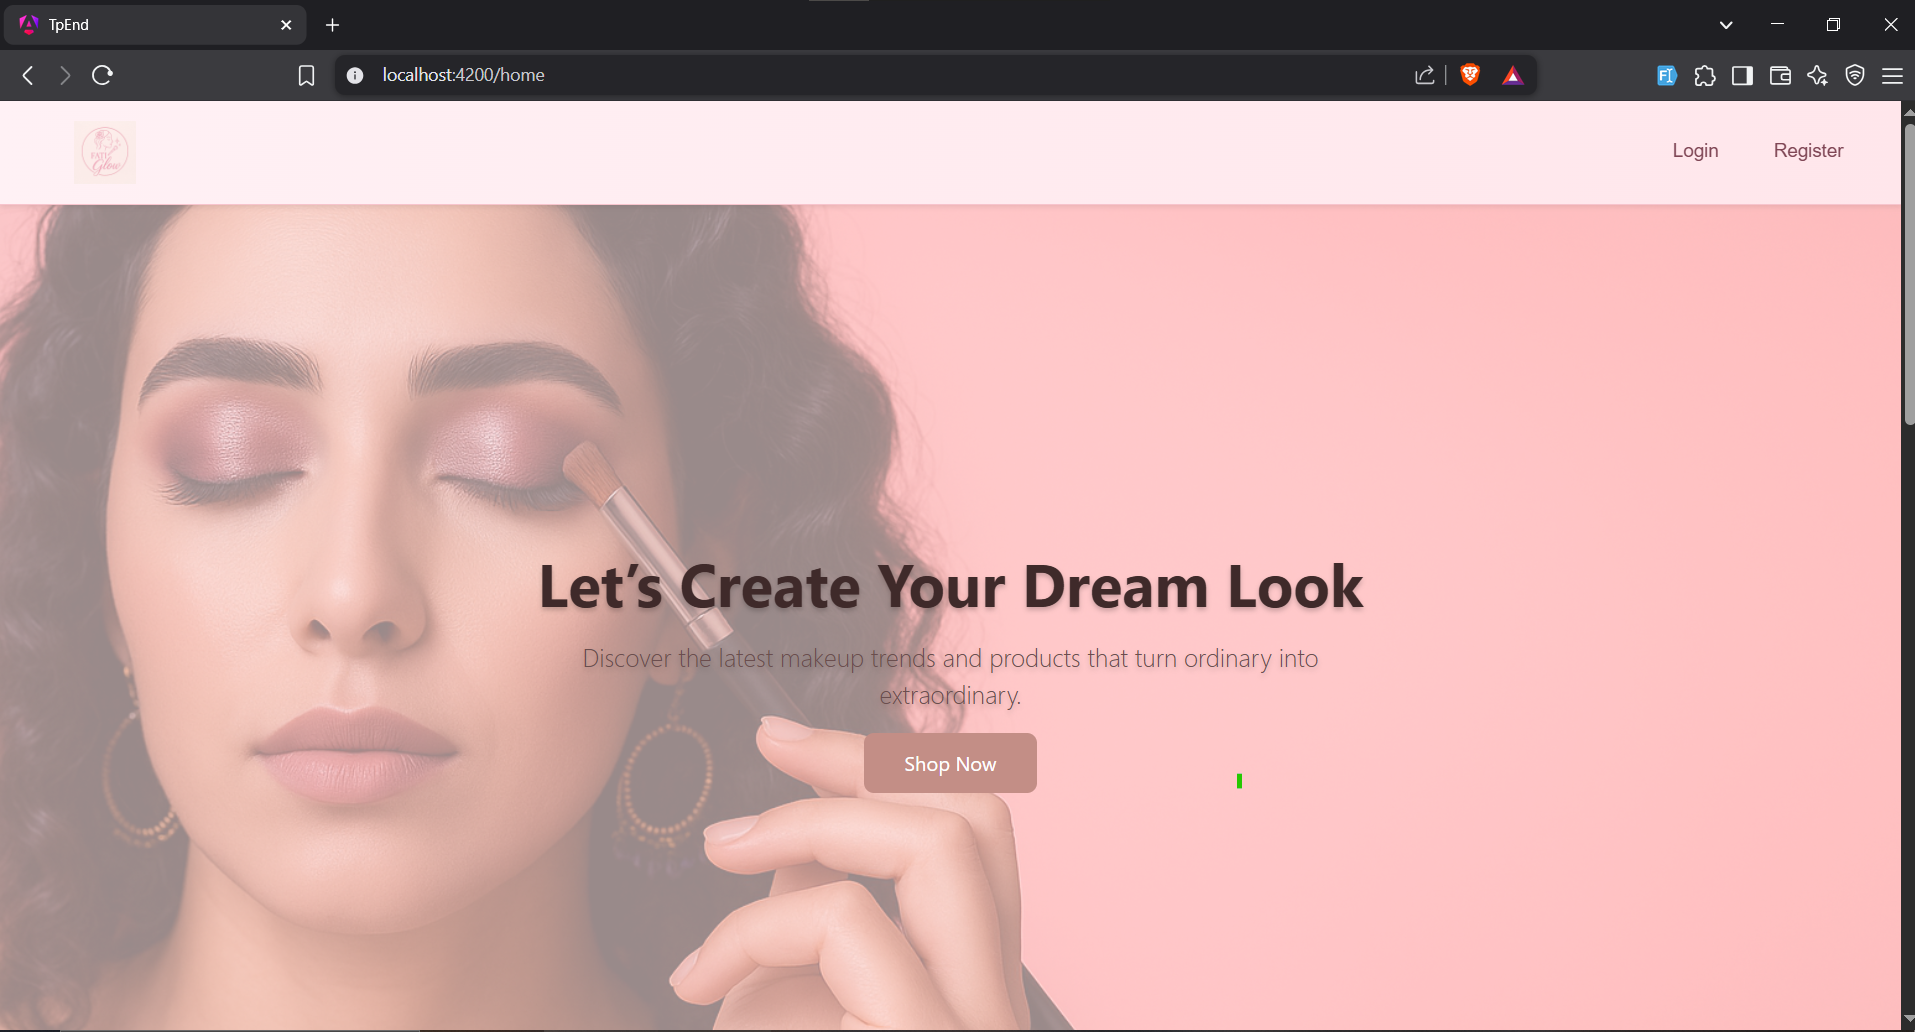 TpEnd
localhost:4200/home
Glow
Login
Register
Let’s Create Your Dream Look
Discover the latest makeup trends and products that turn ordinary into
extraordinary.
Shop Now